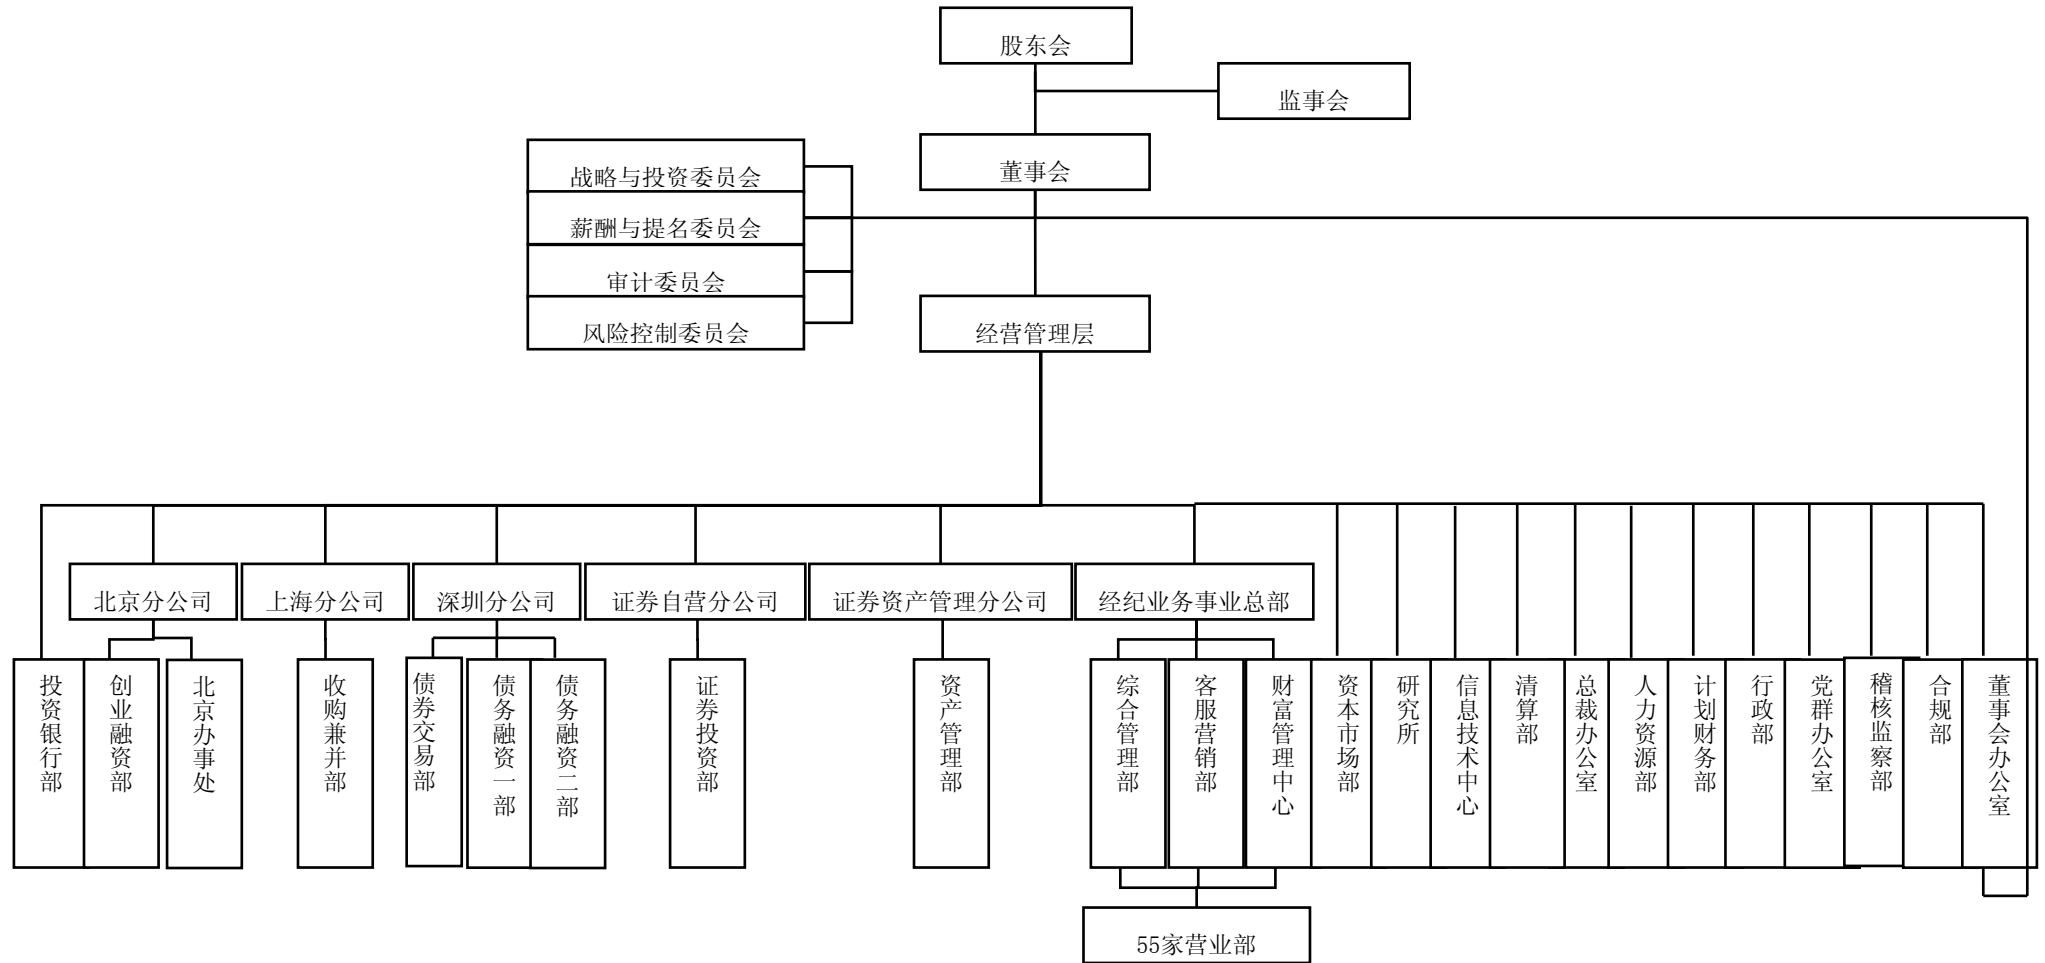 股东会
监事会
董事会
战略与投资委员会
薪酬与提名委员会
审计委员会
风险控制委员会
经营管理层
北京分公司
上海分公司
深圳分公司
证券自营分公司
证券资产管理分公司
经纪业务事业总部
投资银行部
创业融资部
北京办事处
收购兼并部
债券交易部
债务融资一部
债务融资二部
证券投资部
资产管理部
综合管理部
客服营销部
财富管理中心
资本市场部
研究所
信息技术中心
清算部
总裁办公室
人力资源部
计划财务部
行政部
党群办公室
稽核监察部
合规部
董事会办公室
55家营业部